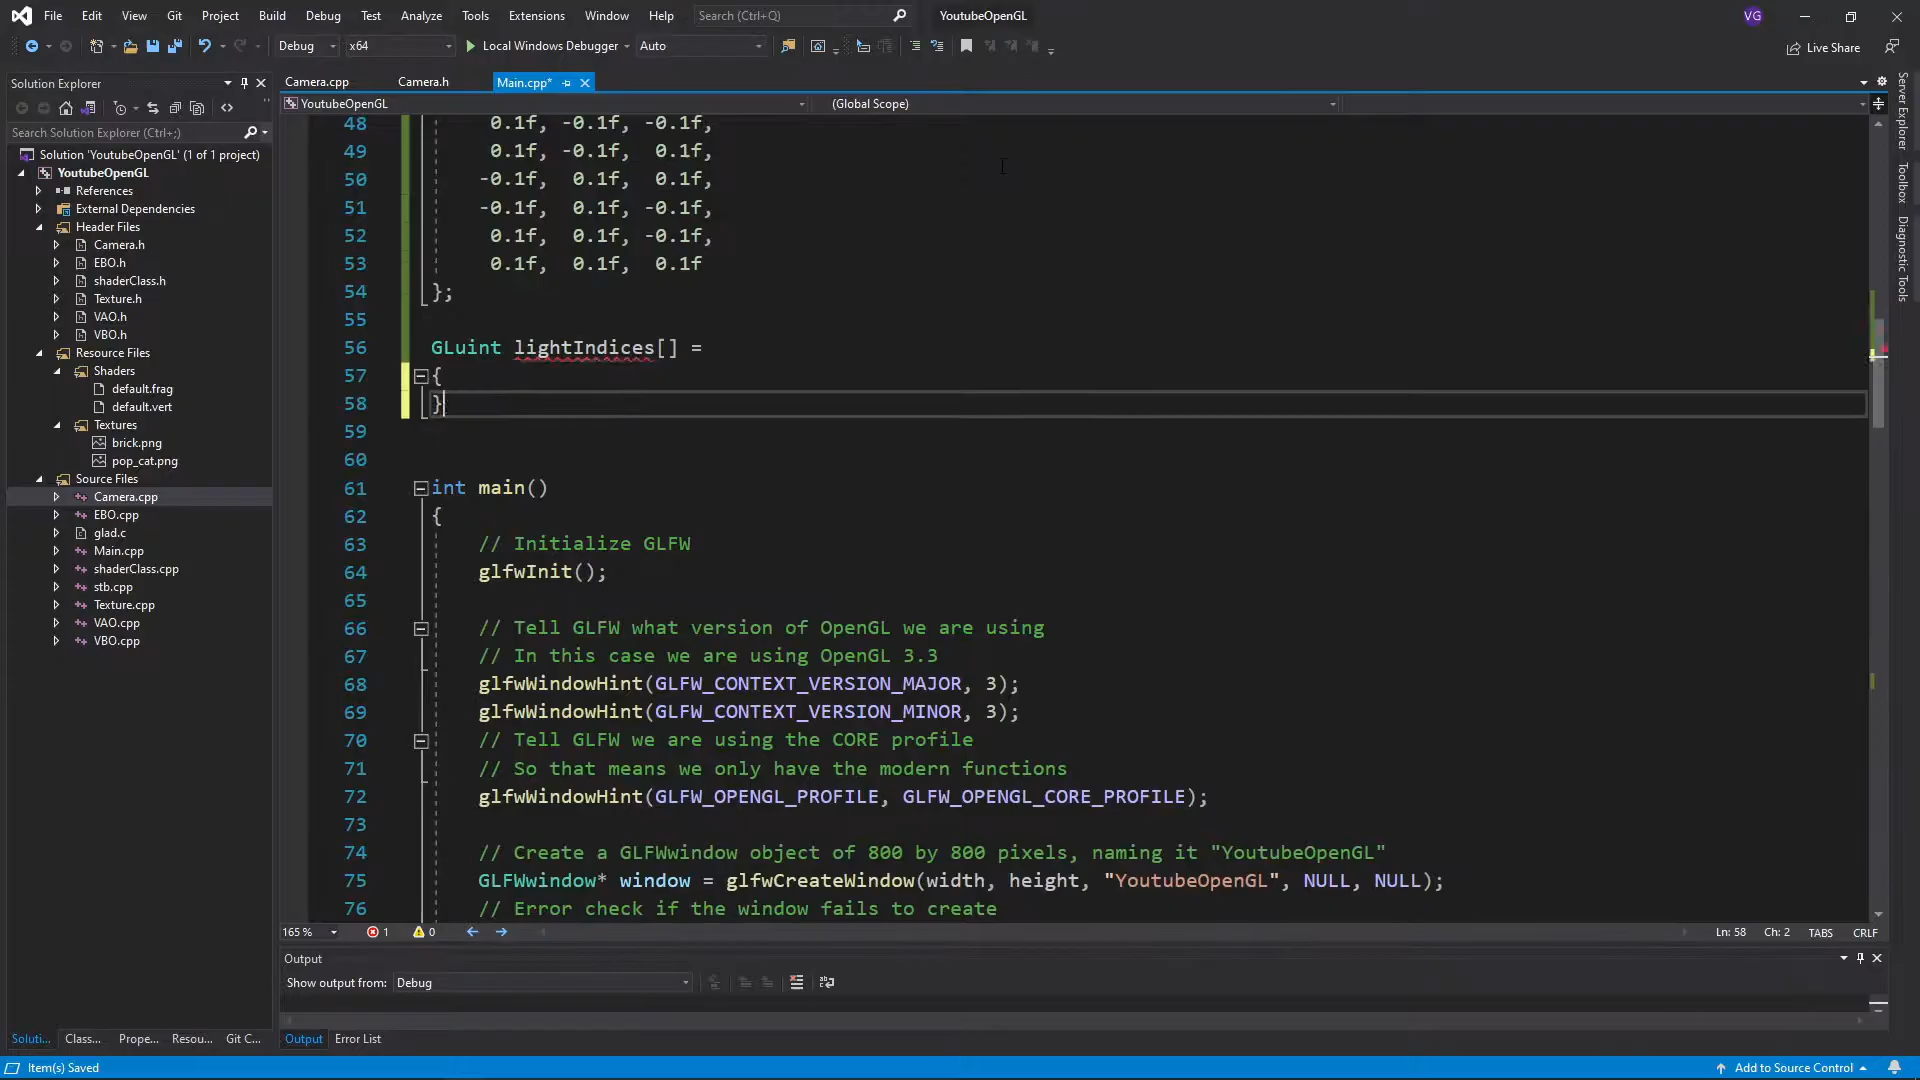 File Edit View Git Project Build Debug Test Analyze Tools Extensions Window Help Search (Ctrl+Q) YoutubeOpenGL VG
Debug x64 Local Windows Debugger Auto Live Share
Solution Explorer
Camera.cpp Camera.h Main.cpp*
YoutubeOpenGL (Global Scope)
Search Solution Explorer (Ctrl+;)
Solution 'YoutubeOpenGL' (1 of 1 project)
YoutubeOpenGL
References
External Dependencies
Header Files
Camera.h
EBO.h
shaderClass.h
Texture.h
VAO.h
VBO.h
Resource Files
Shaders
default.frag
default.vert
Textures
brick.png
pop_cat.png
Source Files
Camera.cpp
EBO.cpp
glad.c
Main.cpp
shaderClass.cpp
stb.cpp
Texture.cpp
VAO.cpp
VBO.cpp
48 0.1f, -0.1f, -0.1f,
49 0.1f, -0.1f, 0.1f,
50 -0.1f, 0.1f, 0.1f,
51 -0.1f, 0.1f, -0.1f,
52 0.1f, 0.1f, -0.1f,
53 0.1f, 0.1f, 0.1f
54 };
55
56 GLuint lightIndices[] =
57 {
58 }
59
60
61 int main()
62 {
63 // Initialize GLFW
64 glfwInit();
65
66 // Tell GLFW what version of OpenGL we are using
67 // In this case we are using OpenGL 3.3
68 glfwWindowHint(GLFW_CONTEXT_VERSION_MAJOR, 3);
69 glfwWindowHint(GLFW_CONTEXT_VERSION_MINOR, 3);
70 // Tell GLFW we are using the CORE profile
71 // So that means we only have the modern functions
72 glfwWindowHint(GLFW_OPENGL_PROFILE, GLFW_OPENGL_CORE_PROFILE);
73
74 // Create a GLFWwindow object of 800 by 800 pixels, naming it "YoutubeOpenGL"
75 GLFWwindow* window = glfwCreateWindow(width, height, "YoutubeOpenGL", NULL, NULL);
76 // Error check if the window fails to create
Server Explorer
Toolbox
Diagnostic Tools
165 % 1 0 Ln: 58 Ch: 2 TABS CRLF
Output
Show output from: Debug
Soluti... Class... Prope... Resou... Git C... Output Error List
Item(s) Saved Add to Source Control